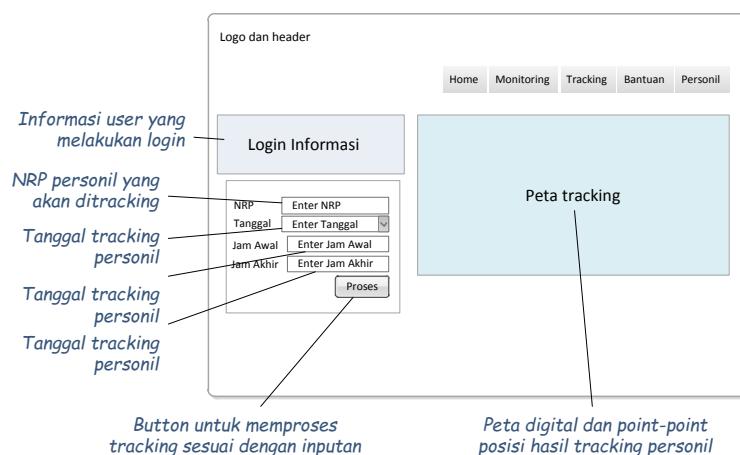 Logo dan header
Home Monitoring Tracking Bantuan Personil
Informasi user yang
melakukan login
Login Informasi
NRP personil yang
akan ditracking
Tanggal tracking
personil
Tanggal tracking
personil
Tanggal tracking
personil
NRP Enter NRP
Tanggal Enter Tanggal
Jam Awal Enter Jam Awal
Jam Akhir Enter Jam Akhir
Proses
Peta tracking
Button untuk memproses
tracking sesuai dengan inputan
Peta digital dan point-point
posisi hasil tracking personil